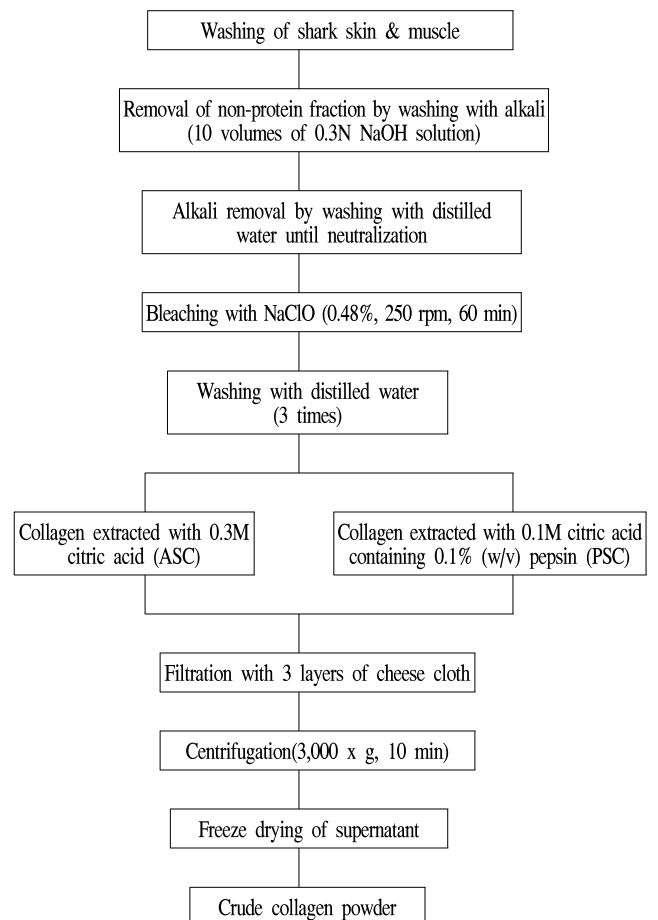 Washing of shark skin & muscle
Removal of non-protein fraction by washing with alkali
(10 volumes of 0.3N NaOH solution)
Alkali removal by washing with distilled
water until neutralization
Bleaching with NaClO (0.48%, 250 rpm, 60 min)
Washing with distilled water
(3 times)
Collagen extracted with 0.3M
citric acid (ASC)
Collagen extracted with 0.1M citric acid
containing 0.1% (w/v) pepsin (PSC)
Filtration with 3 layers of cheese cloth
Centrifugation(3,000 x g, 10 min)
Freeze drying of supernatant
Crude collagen powder